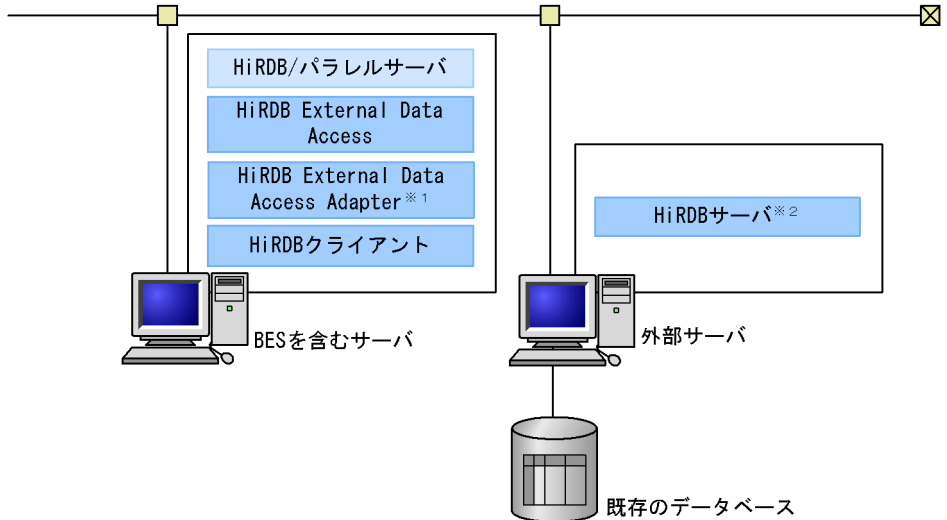 HiRDB/パラレルサーバ
HiRDB External Data
Access
HiRDB External Data
Access Adapter※1
HiRDBクライアント
BESを含むサーバ
HiRDBサーバ※2
外部サーバ
既存のデータベース